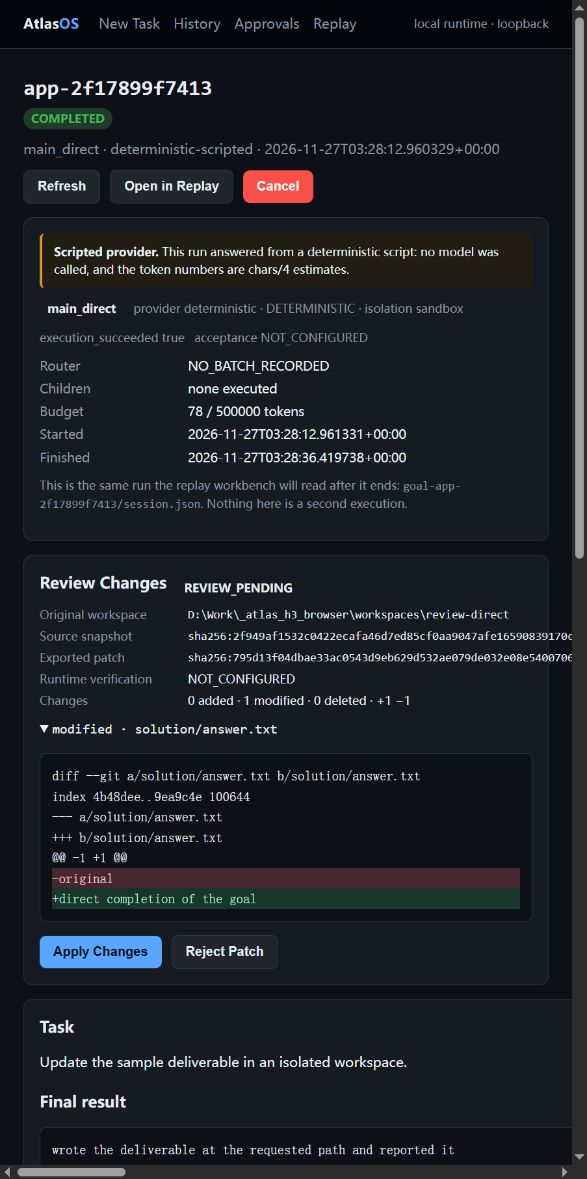 AtlasOS New Task History Approvals Replay local runtime · loopback
app-2f17899f7413
COMPLETED
main_direct · deterministic-scripted · 2026-11-27T03:28:12.960329+00:00
Refresh Open in Replay Cancel
Scripted provider. This run answered from a deterministic script: no model was
called, and the token numbers are chars/4 estimates.
main_direct provider deterministic · DETERMINISTIC · isolation sandbox
execution_succeeded true acceptance NOT_CONFIGURED
Router NO_BATCH_RECORDED
Children none executed
Budget 78 / 500000 tokens
Started 2026-11-27T03:28:12.961331+00:00
Finished 2026-11-27T03:28:36.419738+00:00
This is the same run the replay workbench will read after it ends: goal-app-
2f17899f7413/session.json. Nothing here is a second execution.
Review Changes REVIEW_PENDING
Original workspace D:\Work\_atlas_h3_browser\workspaces\review-direct
Source snapshot sha256:2f949af1532c0422ecafa46d7ed85cf0aa9047afe16590839170c
Exported patch sha256:795d13f04dbae33ac0543d9eb629d532ae079de032e08e5400706
Runtime verification NOT_CONFIGURED
Changes 0 added · 1 modified · 0 deleted · +1 −1
▼ modified · solution/answer.txt
diff --git a/solution/answer.txt b/solution/answer.txt
index 4b48dee..9ea9c4e 100644
--- a/solution/answer.txt
+++ b/solution/answer.txt
@@ -1 +1 @@
-original
+direct completion of the goal
Apply Changes Reject Patch
Task
Update the sample deliverable in an isolated workspace.
Final result
wrote the deliverable at the requested path and reported it